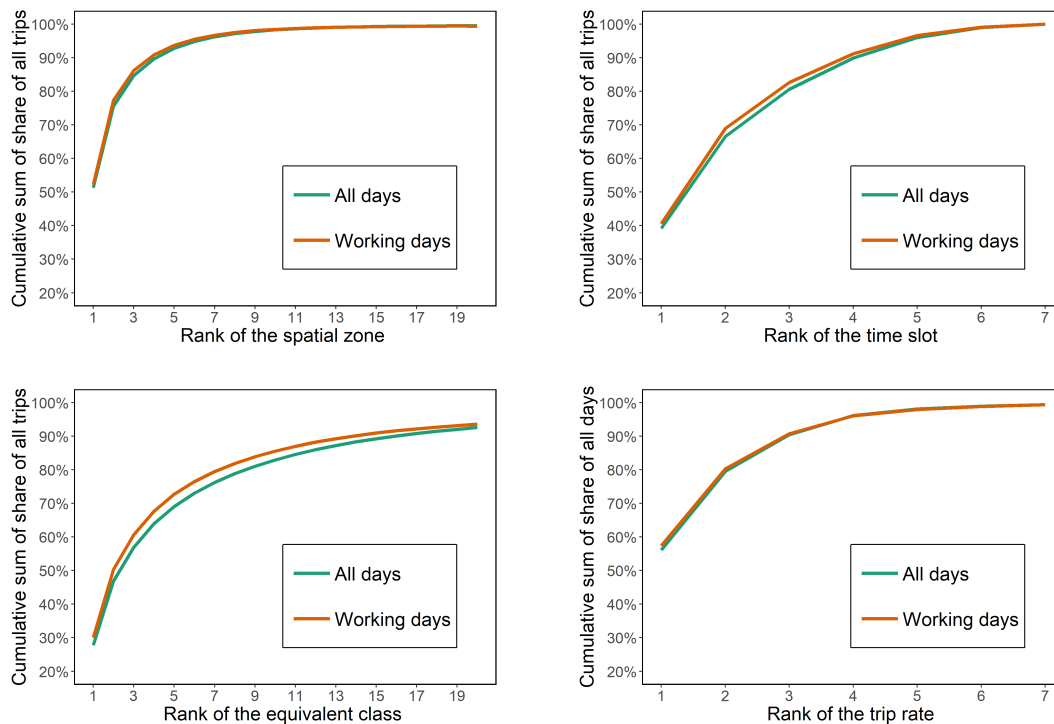 Cumulative sum of share of all trips
100%
90%
80%
70%
60%
50%
40%
30%
20%
All days
Working days
1 3 5 7 9 11 13 15 17 19
Rank of the spatial zone
Cumulative sum of share of all trips
100%
90%
80%
70%
60%
50%
40%
30%
20%
All days
Working days
1 2 3 4 5 6 7
Rank of the time slot
Cumulative sum of share of all trips
100%
90%
80%
70%
60%
50%
40%
30%
20%
All days
Working days
1 3 5 7 9 11 13 15 17 19
Rank of the equivalent class
Cumulative sum of share of all days
100%
90%
80%
70%
60%
50%
40%
30%
20%
All days
Working days
1 2 3 4 5 6 7
Rank of the trip rate